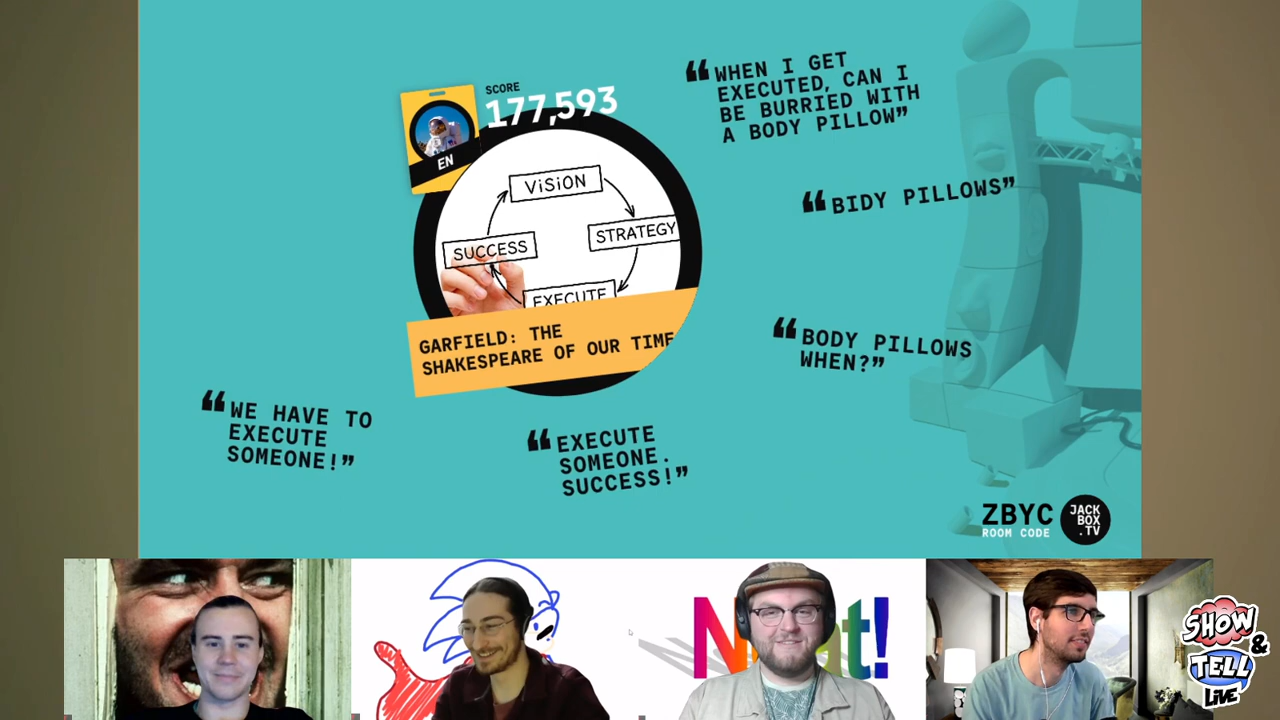 SCORE
177,593
EN
VISION
STRATEGY
EXECUTE
SUCCESS
GARFIELD: THE
SHAKESPEARE OF OUR TIME
“WHEN I GET
EXECUTED, CAN I
BE BURRIED WITH
A BODY PILLOW”
“BIDY PILLOWS”
“BODY PILLOWS
WHEN?”
“WE HAVE TO
EXECUTE
SOMEONE!”
“EXECUTE
SOMEONE.
SUCCESS!”
ZBYC
ROOM CODE
JACK
BOX
.TV
SHOW
&
TELL
LIVE